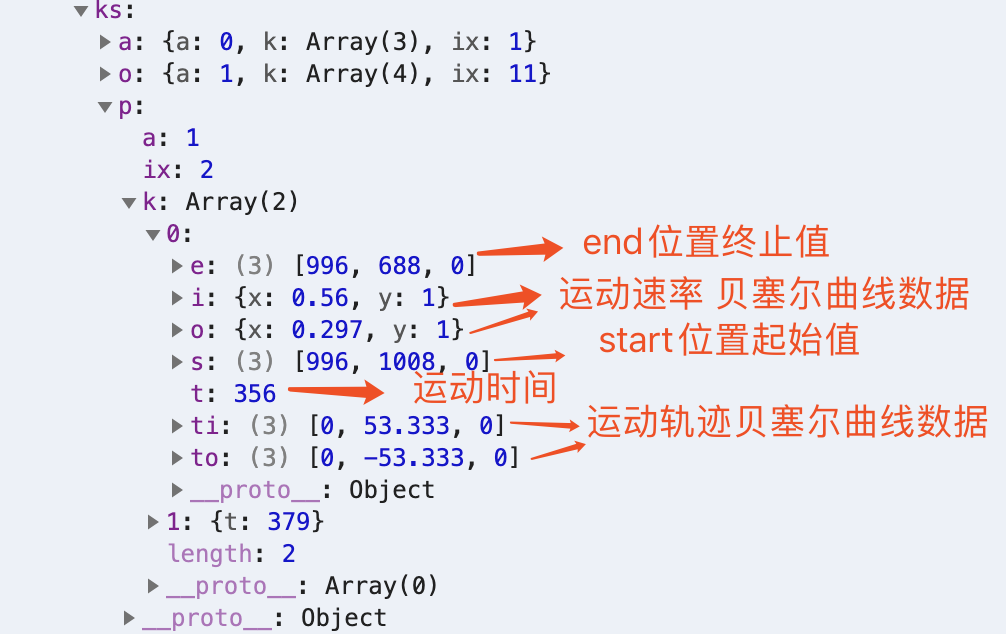 ks:
a: {a: 0, k: Array(3), ix: 1}
o: {a: 1, k: Array(4), ix: 11}
p:
a: 1
ix: 2
k: Array(2)
0:
e: (3) [996, 688, 0] end位置终止值
i: {x: 0.56, y: 1} 运动速率 贝塞尔曲线数据
o: {x: 0.297, y: 1}
s: (3) [996, 1008, 0] start位置起始值
t: 356 运动时间
ti: (3) [0, 53.333, 0] 运动轨迹贝塞尔曲线数据
to: (3) [0, -53.333, 0]
__proto__: Object
1: {t: 379}
length: 2
__proto__: Array(0)
__proto__: Object